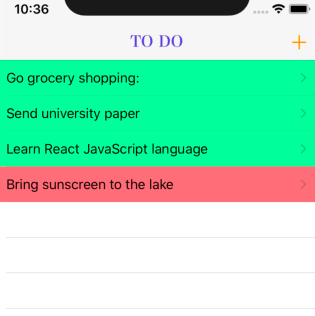 10:36
TO DO
Go grocery shopping:
Send university paper
Learn React JavaScript language
Bring sunscreen to the lake